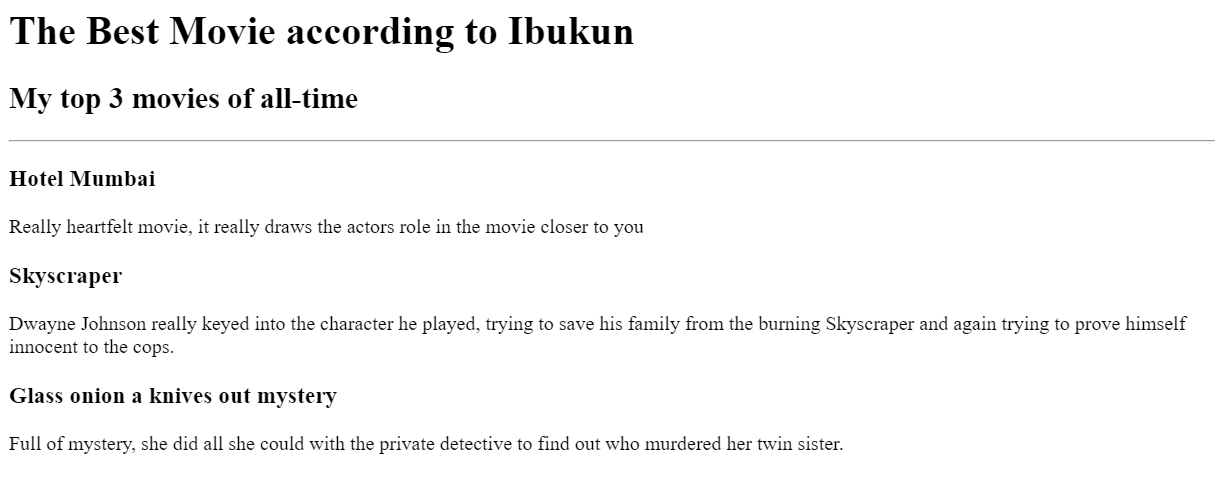 The Best Movie according to Ibukun
My top 3 movies of all-time
Hotel Mumbai
Really heartfelt movie, it really draws the actors role in the movie closer to you
Skyscraper
Dwayne Johnson really keyed into the character he played, trying to save his family from the burning Skyscraper and again trying to prove himself
innocent to the cops.
Glass onion a knives out mystery
Full of mystery, she did all she could with the private detective to find out who murdered her twin sister.